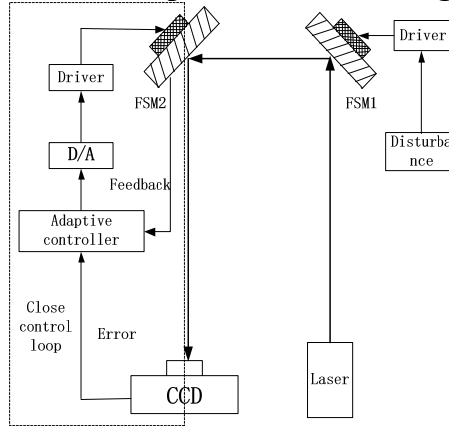 Driver
Driver
FSM2
FSM1
D/A
Disturba
nce
Feedback
Adaptive
controller
Close
control
loop
Error
Laser
CCD